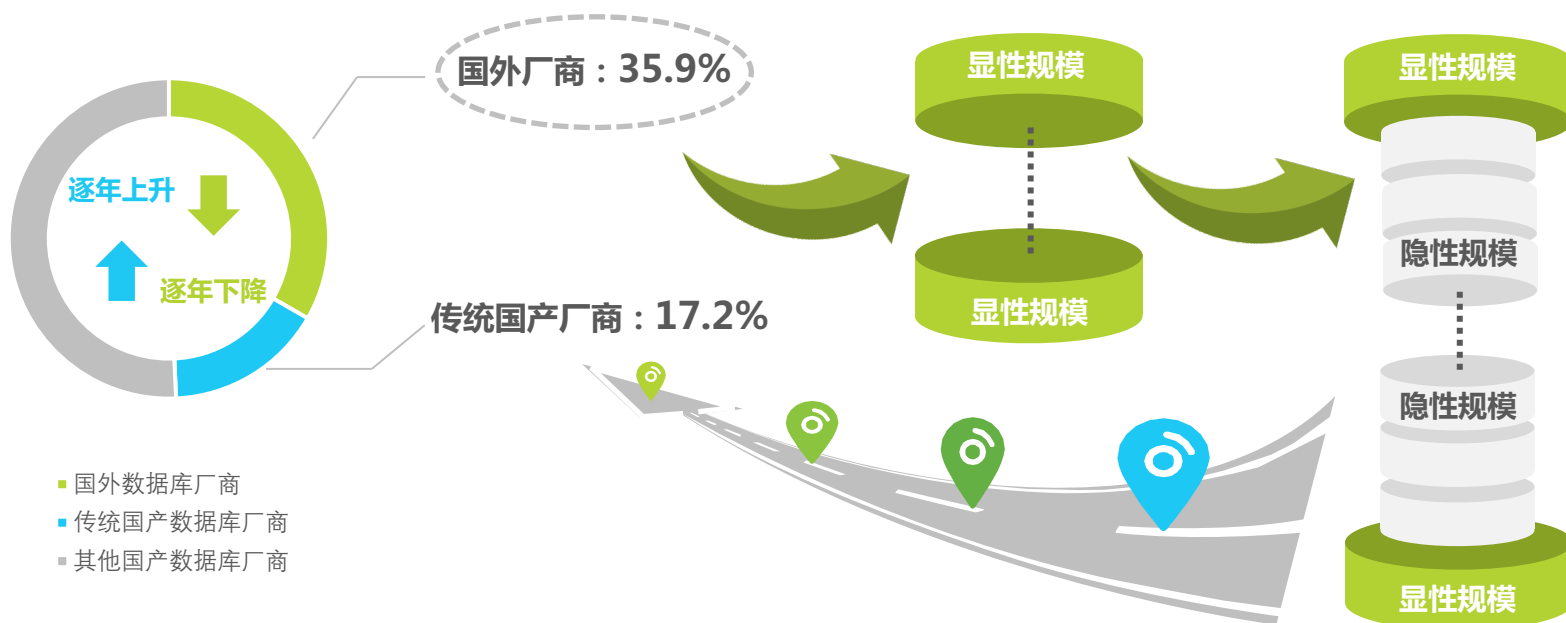 国外厂商：35.9%
逐年上升
逐年下降
传统国产厂商：17.2%
国外数据库厂商
传统国产数据库厂商
其他国产数据库厂商
显性规模
显性规模
显性规模
隐性规模
隐性规模
显性规模